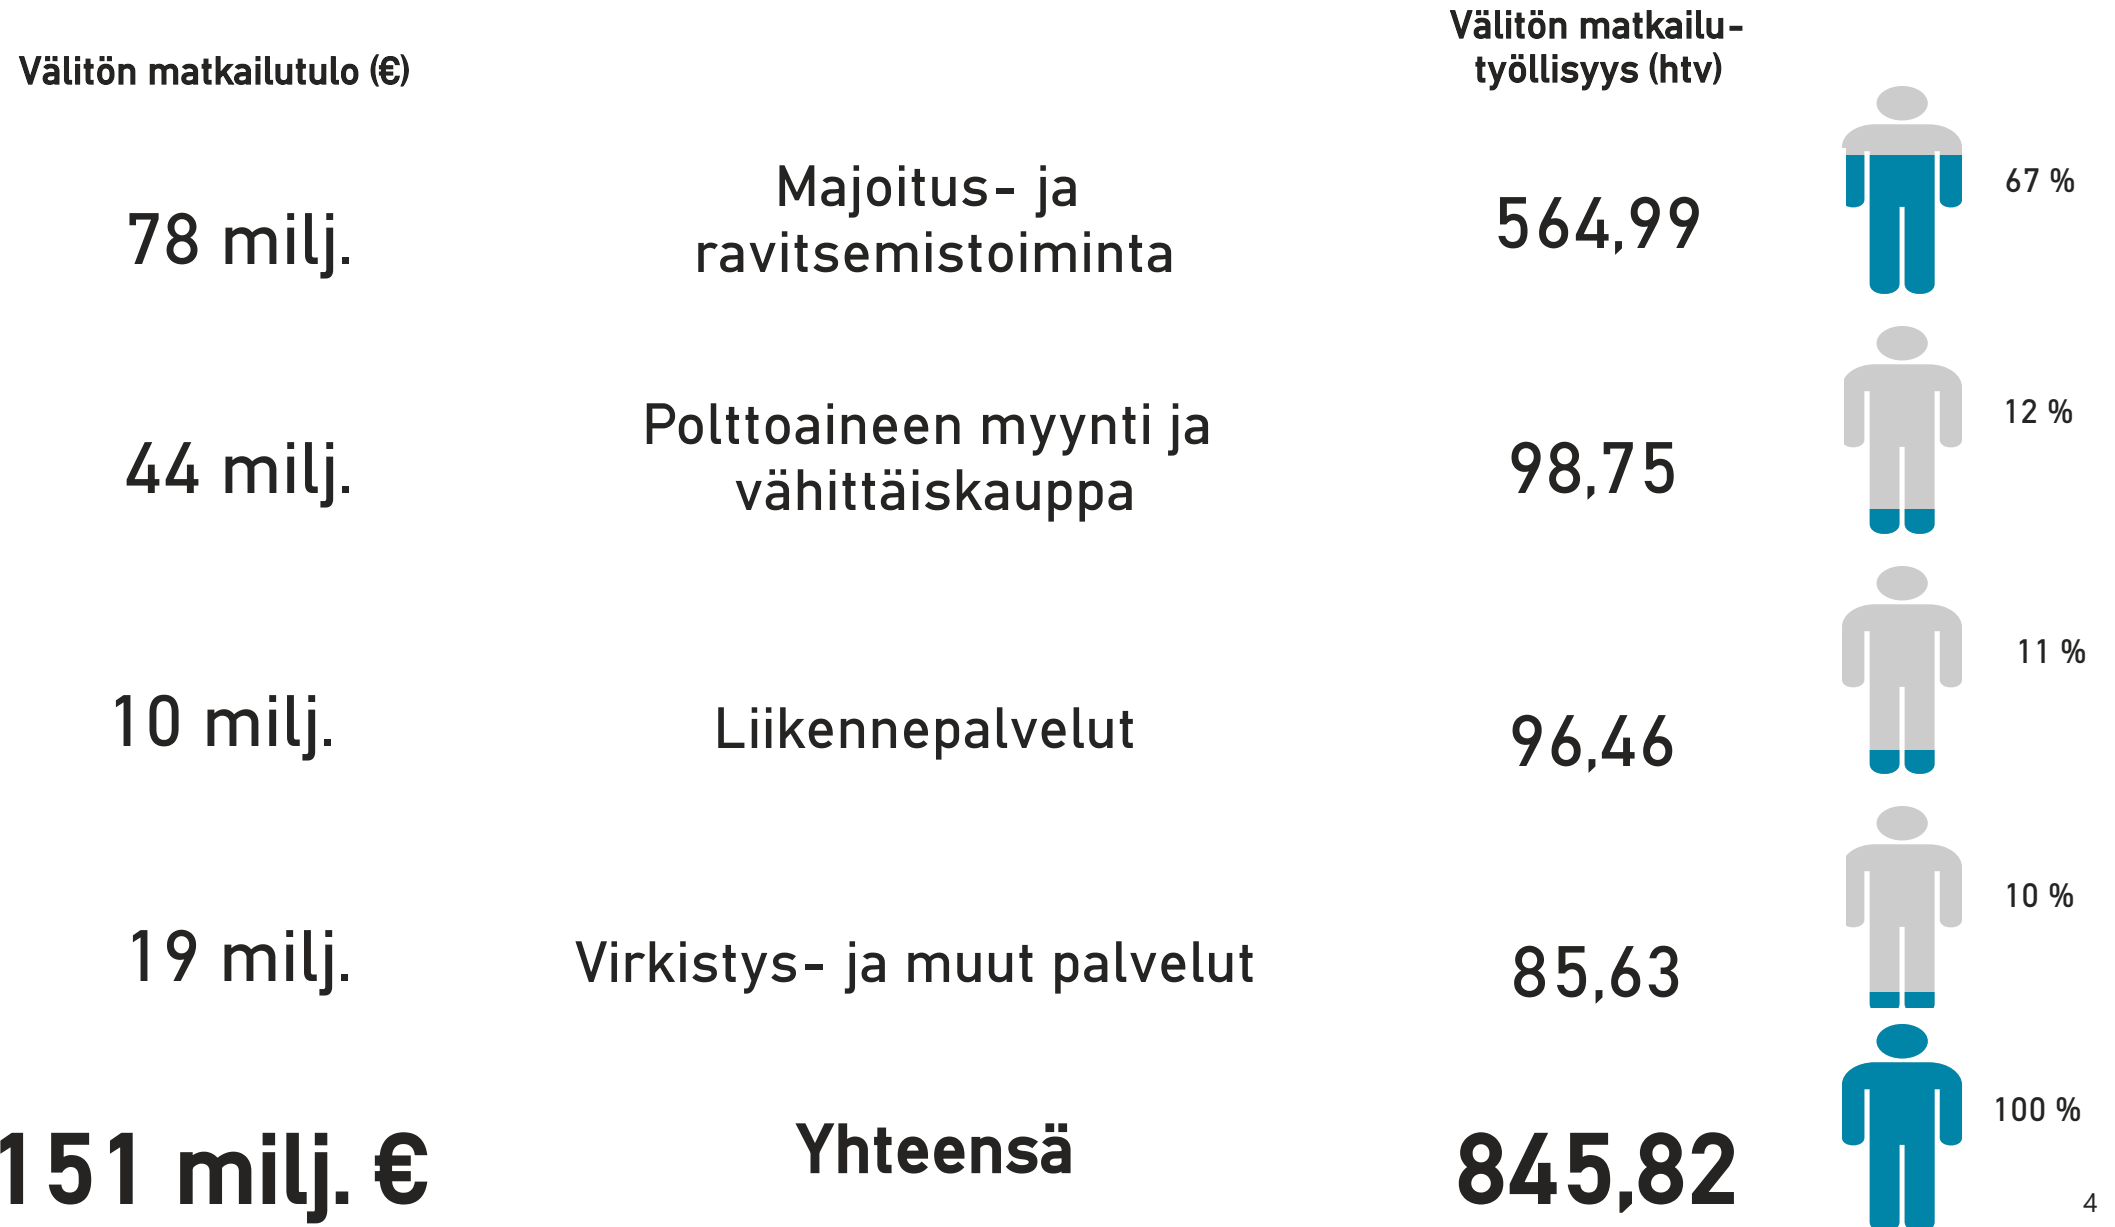 Välitön matkailutulo (€)
Välitön matkailu-
työllisyys (htv)
78 milj.
Majoitus- ja
ravitsemistoiminta
564,99
67 %
44 milj.
Polttoaineen myynti ja
vähittäiskauppa
98,75
12 %
10 milj.
Liikennepalvelut
96,46
11 %
19 milj.
Virkistys- ja muut palvelut
85,63
10 %
151 milj. €
Yhteensä
845,82
100 %
4